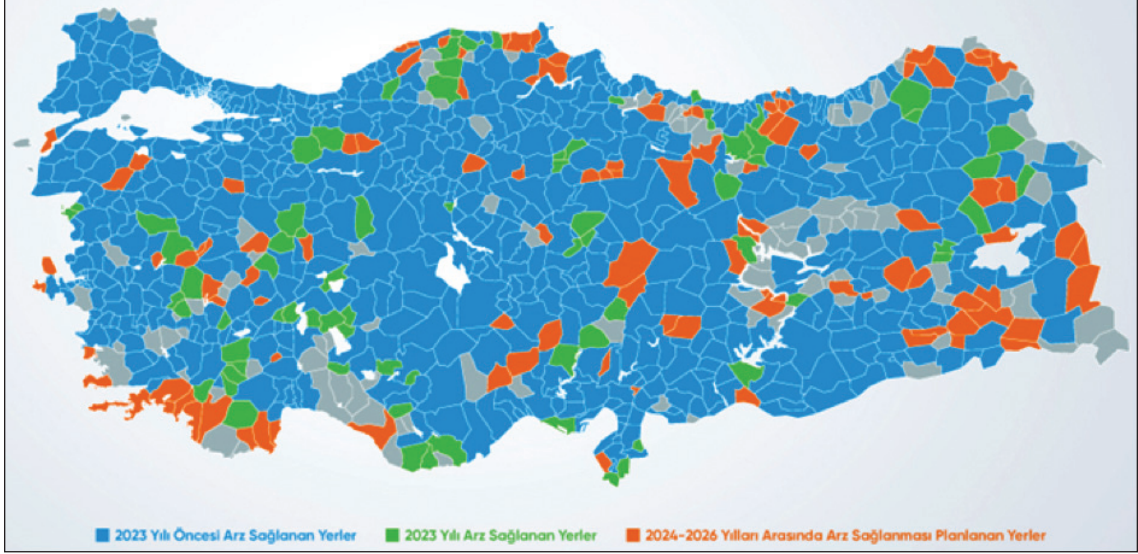 2023 Yılı Öncesi Arz Sağlanan Yerler 2023 Yılı Arz Sağlanan Yerler 2024-2026 Yılları Arasında Arz Sağlanması Planlanan Yerler